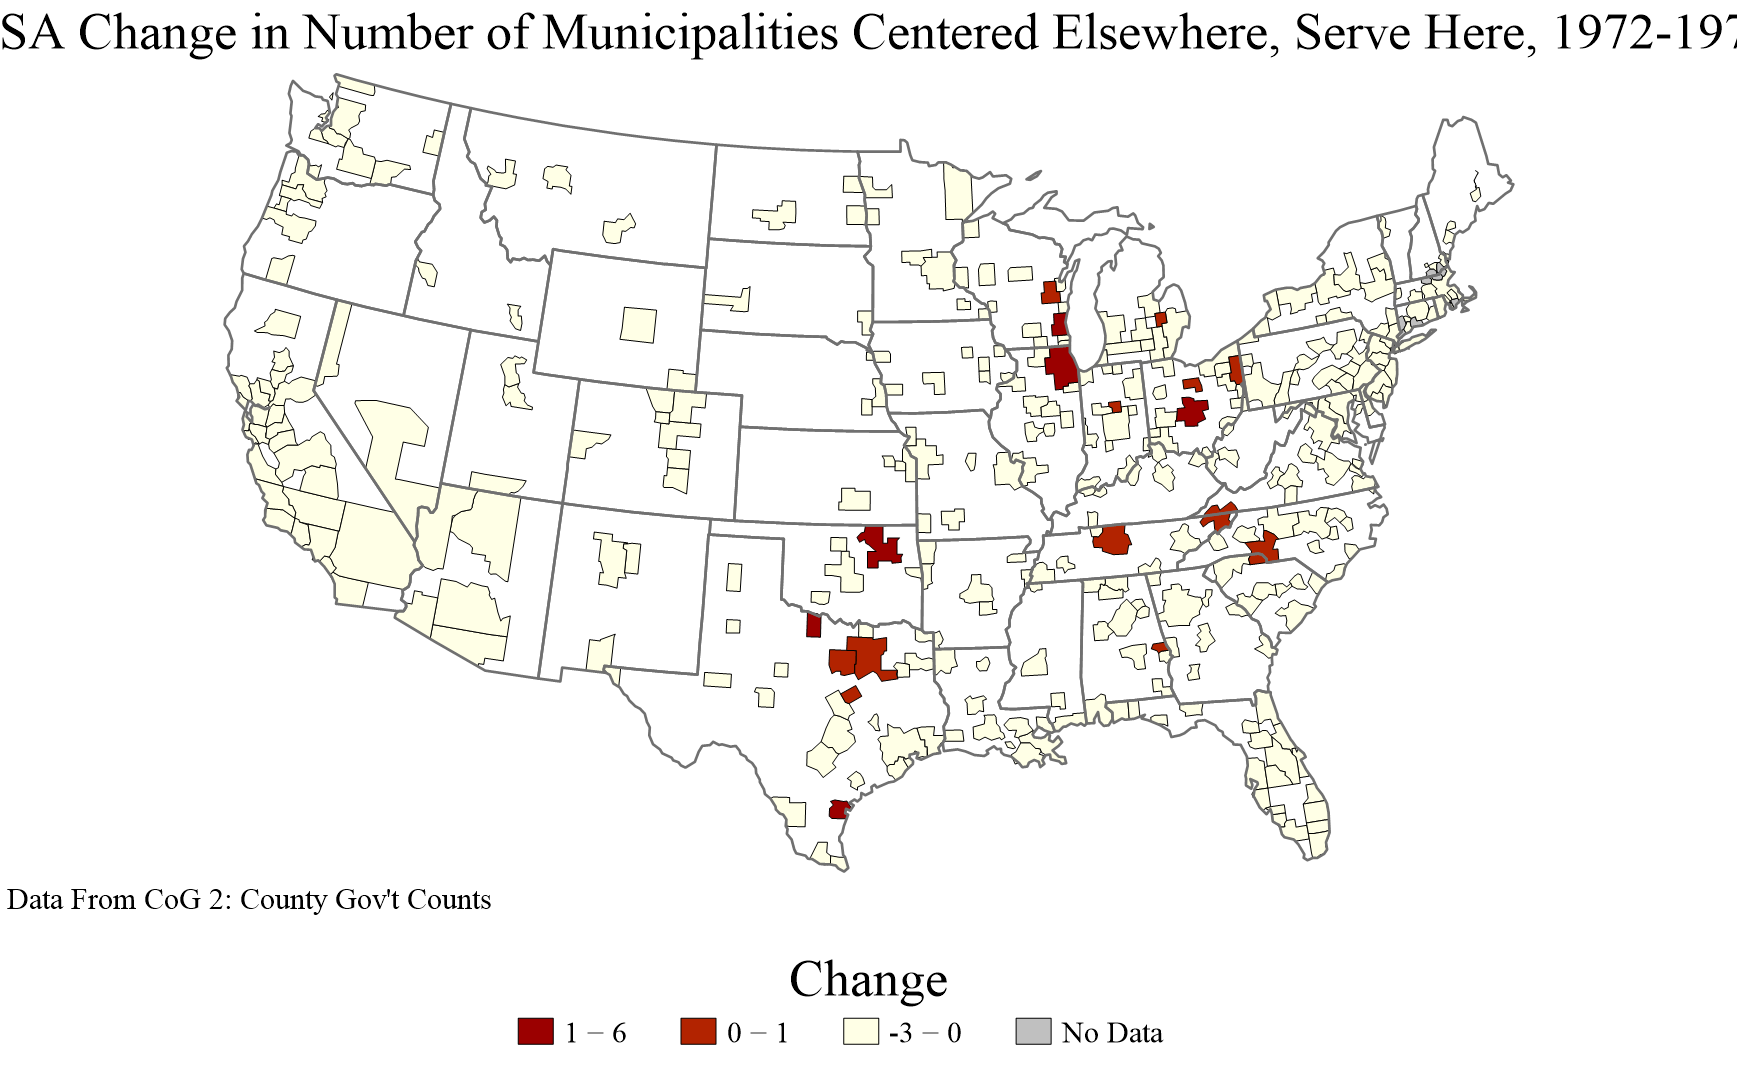 SA Change in Number of Municipalities Centered Elsewhere, Serve Here, 1972-197
Data From CoG 2: County Gov't Counts
Change
1 – 6
0 – 1
-3 – 0
No Data